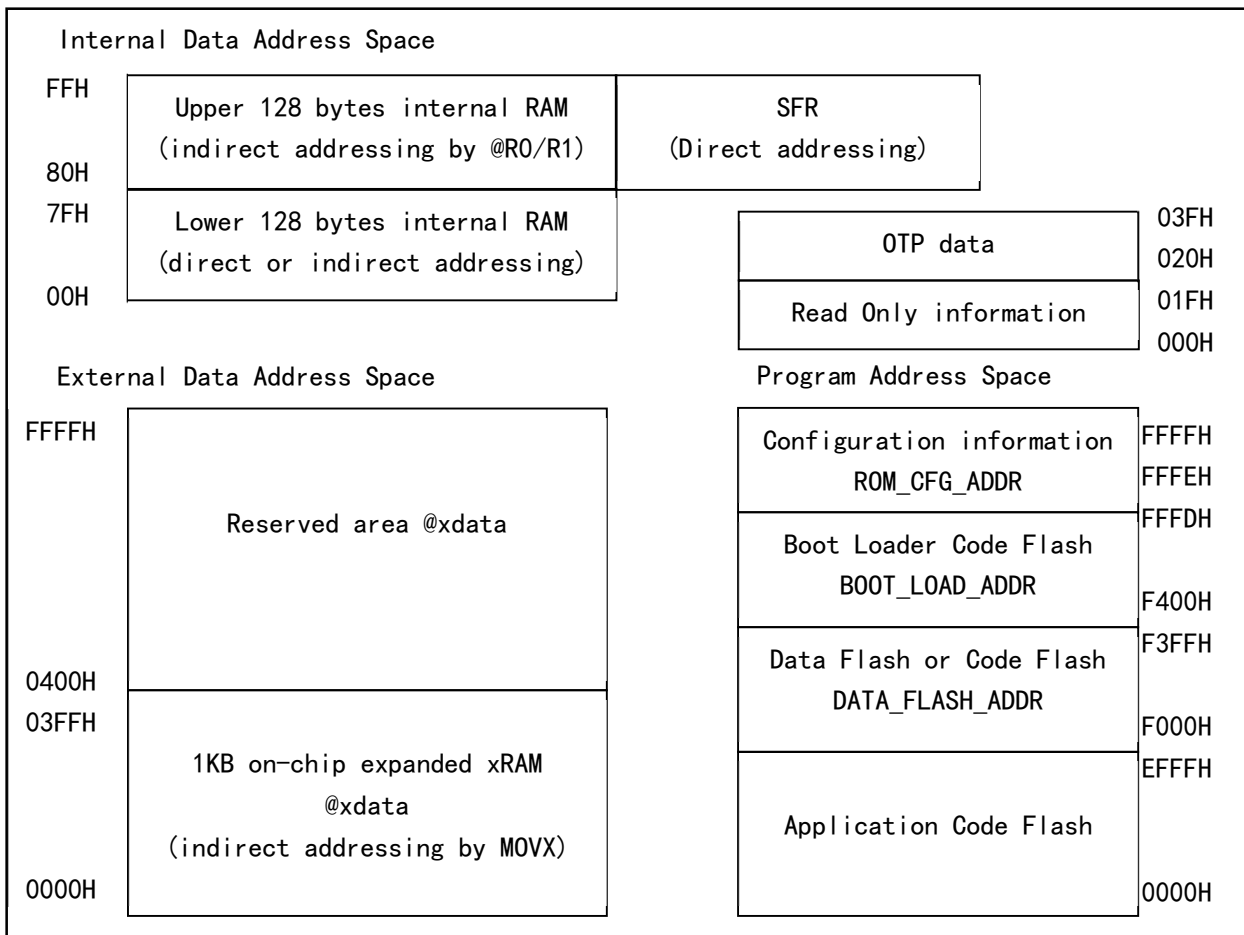 Internal Data Address Space
FFH
Upper 128 bytes internal RAM
(indirect addressing by @R0/R1)
80H
SFR
(Direct addressing)
7FH
Lower 128 bytes internal RAM
(direct or indirect addressing)
00H
OTP data
03FH
020H
Read Only information
01FH
000H
External Data Address Space
FFFFH
Reserved area @xdata
0400H
03FFH
1KB on-chip expanded xRAM
@xdata
(indirect addressing by MOVX)
0000H
Program Address Space
Configuration information
ROM_CFG_ADDR
FFFFH
FFFEH
Boot Loader Code Flash
BOOT_LOAD_ADDR
FFFDH
F400H
Data Flash or Code Flash
DATA_FLASH_ADDR
F3FFH
F000H
Application Code Flash
EFFFH
0000H